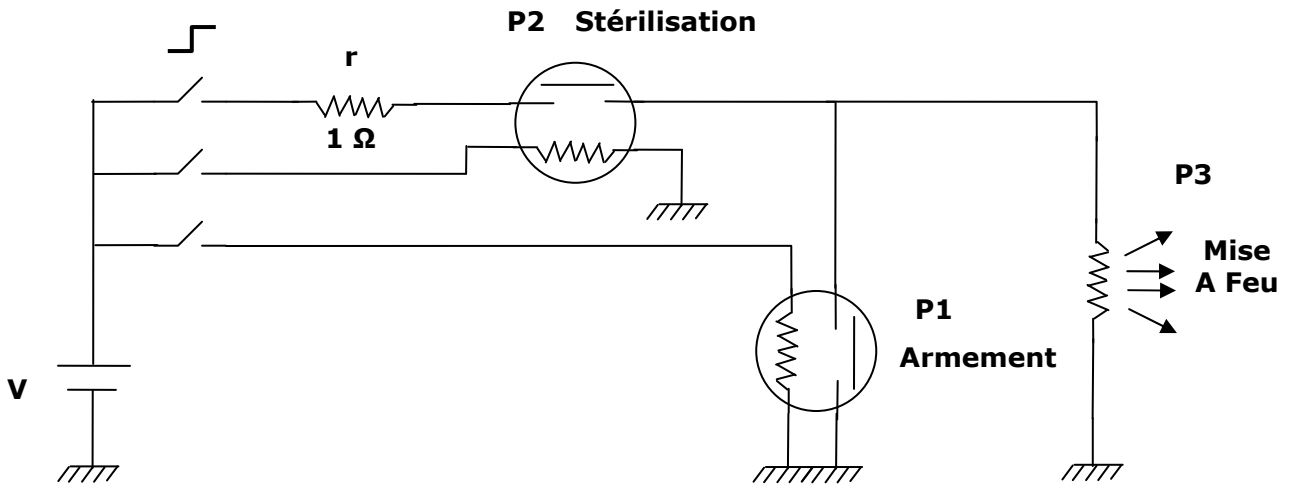 P2 Stérilisation
r
1 Ω
P3
Mise
A Feu
P1
Armement
V